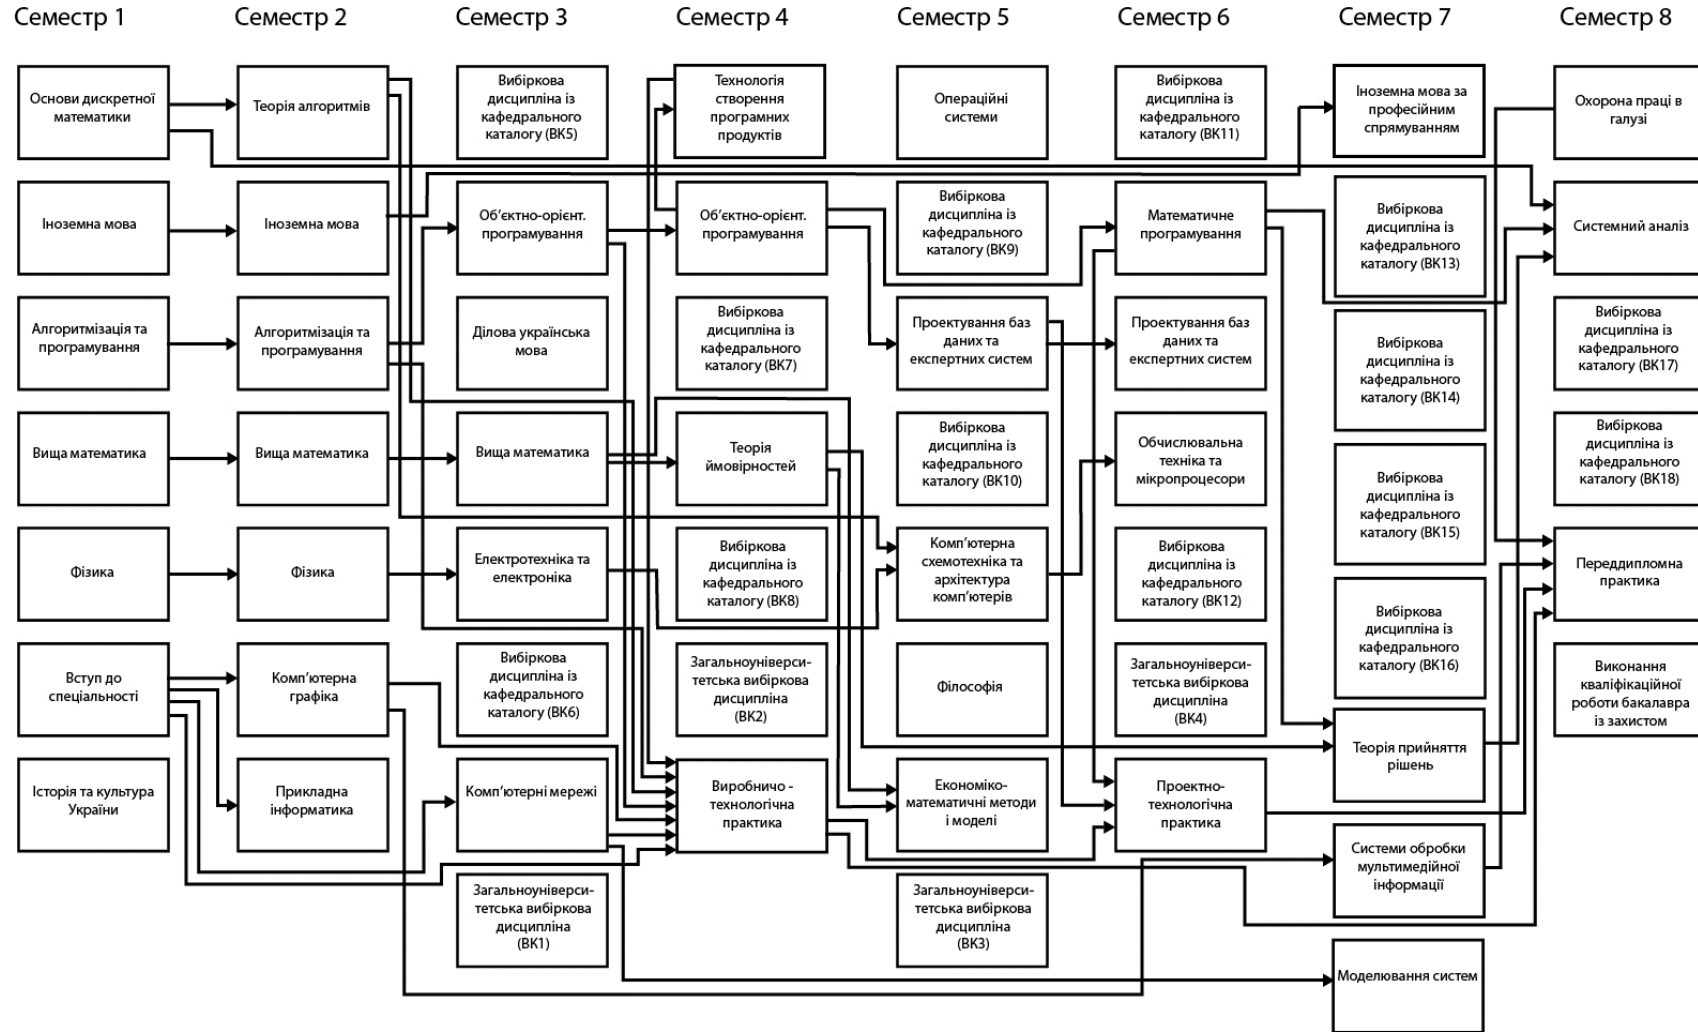 Семестр 1
Семестр 2
Семестр 3
Семестр 4
Семестр 5
Семестр 6
Семестр 7
Семестр 8
Основи дискретної
математики
Іноземна мова
Алгоритмізація та
програмування
Вища математика
Фізика
Вступ до
спеціальності
Історія та культура
України
Теорія алгоритмів
Іноземна мова
Алгоритмізація та
програмування
Вища математика
Фізика
Комп'ютерна
графіка
Прикладна
інформатика
Вибіркова
дисципліна із
кафедрального
каталогу (ВК5)
Об'єктно-орієнт.
програмування
Ділова українська
мова
Вища математика
Електротехніка та
електроніка
Вибіркова
дисципліна із
кафедрального
каталогу (ВК6)
Комп'ютерні мережі
Загальноуніверси-
тетська вибіркова
дисципліна
(ВК1)
Технологія
створення
програмних
продуктів
Об'єктно-орієнт.
програмування
Вибіркова
дисципліна із
кафедрального
каталогу (ВК7)
Теорія
ймовірностей
Вибіркова
дисципліна із
кафедрального
каталогу (ВК8)
Загальноуніверси-
тетська вибіркова
дисципліна
(ВК2)
Виробничо -
- технологічна
практика
Операційні
системи
Вибіркова
дисципліна із
кафедрального
каталогу (ВК9)
Проектування баз
даних та
експертних систем
Вибіркова
дисципліна із
кафедрального
каталогу (ВК10)
Комп'ютерна
схемотехніка та
архітектура
комп'ютерів
Філософія
Економіко-
математичні методи
і моделі
Загальноуніверси-
тетська вибіркова
дисципліна
(ВК3)
Вибіркова
дисципліна із
кафедрального
каталогу (ВК11)
Математичне
програмування
Проектування баз
даних та
експертних систем
Обчислювальна
техніка та
мікропроцесори
Вибіркова
дисципліна із
кафедрального
каталогу (ВК12)
Загальноуніверси-
тетська вибіркова
дисципліна
(ВК4)
Проектно-
технологічна
практика
Іноземна мова за
професійним
спрямуванням
Вибіркова
дисципліна із
кафедрального
каталогу (ВК13)
Вибіркова
дисципліна із
кафедрального
каталогу (ВК14)
Вибіркова
дисципліна із
кафедрального
каталогу (ВК15)
Вибіркова
дисципліна із
кафедрального
каталогу (ВК16)
Теорія прийняття
рішень
Системи обробки
мультимедійної
інформації
Моделювання систем
Охорона праці в
галузі
Системний аналіз
Вибіркова
дисципліна із
кафедрального
каталогу (ВК17)
Вибіркова
дисципліна із
кафедрального
каталогу (ВК18)
Переддипломна
практика
Виконання
кваліфікаційної
роботи бакалавра
із захистом